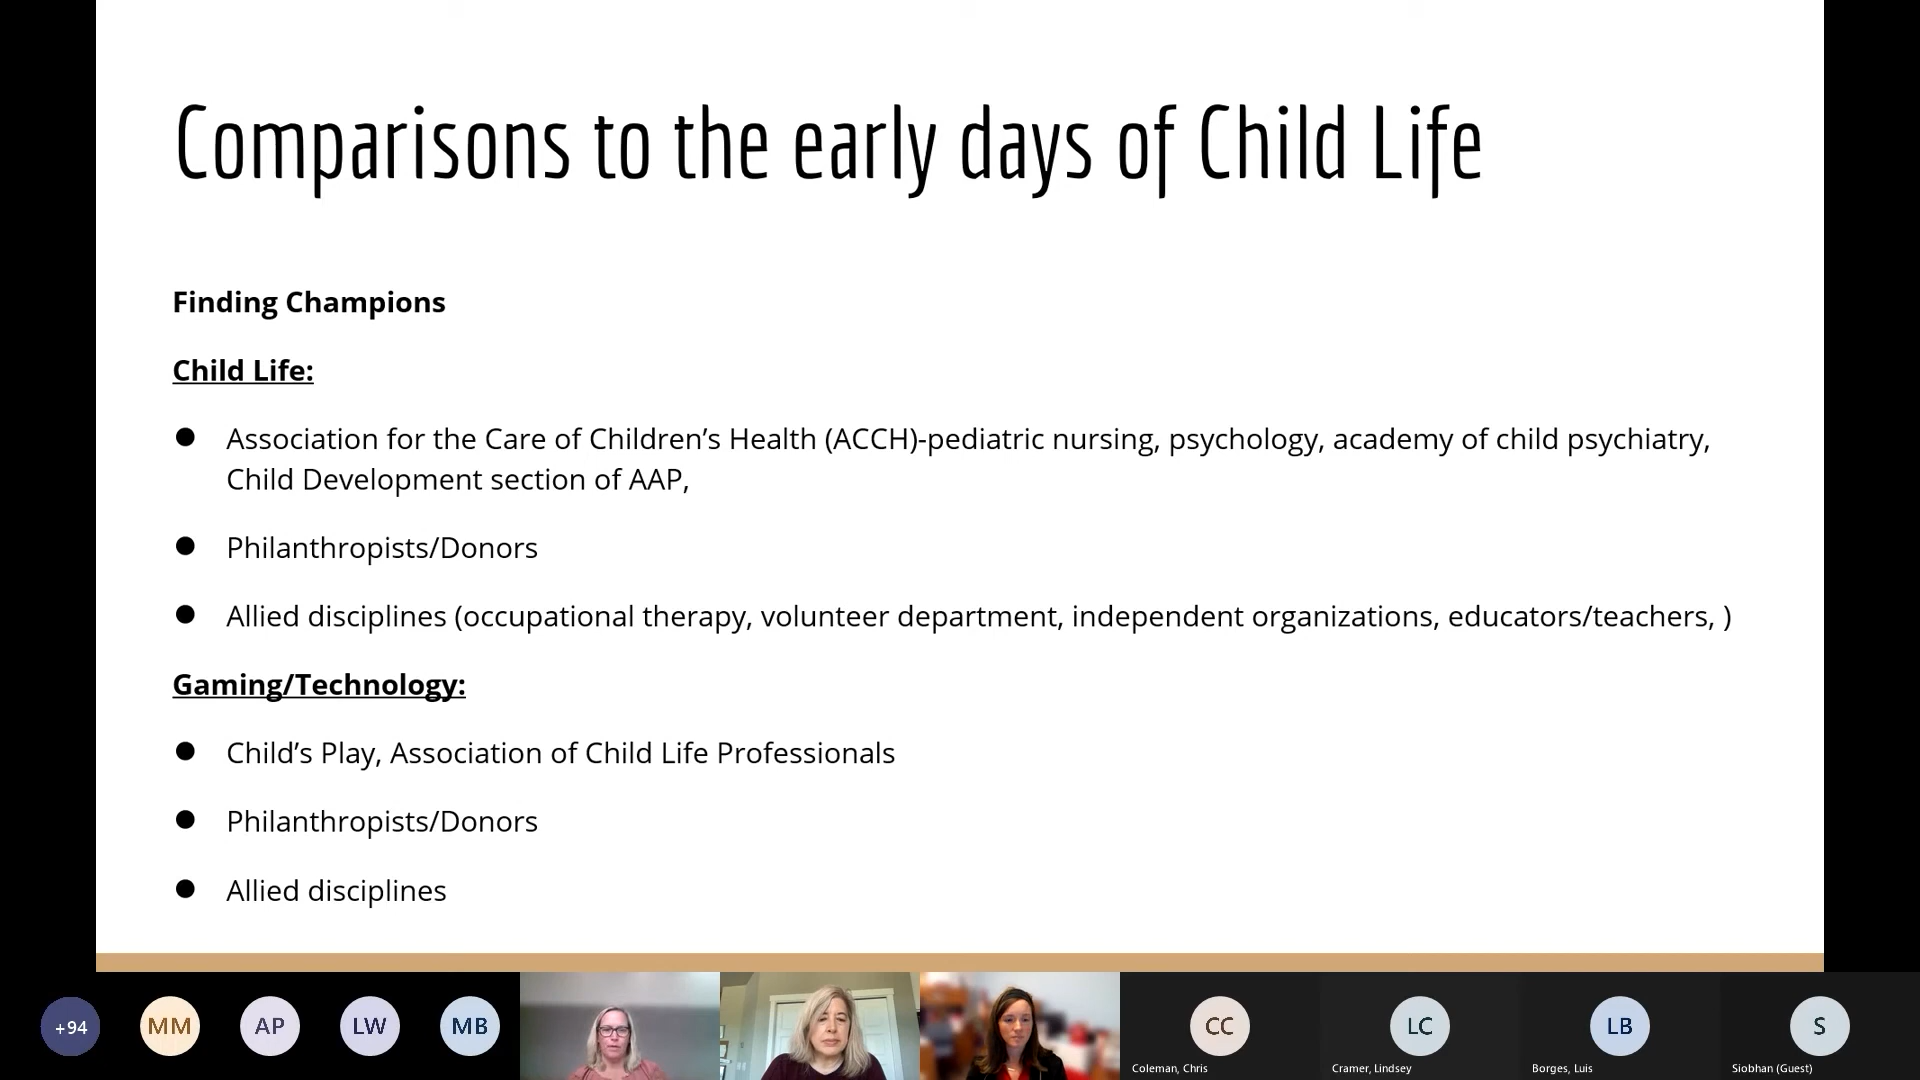 Comparisons to the early days of Child Life
Finding Champions
Child Life:
● Association for the Care of Children’s Health (ACCH)-pediatric nursing, psychology, academy of child psychiatry,
Child Development section of AAP,
● Philanthropists/Donors
● Allied disciplines (occupational therapy, volunteer department, independent organizations, educators/teachers, )
Gaming/Technology:
● Child’s Play, Association of Child Life Professionals
● Philanthropists/Donors
● Allied disciplines
+94
MM
AP
LW
MB
CC
LC
LB
S
Coleman, Chris
Cramer, Lindsey
Borges, Luis
Siobhan (Guest)